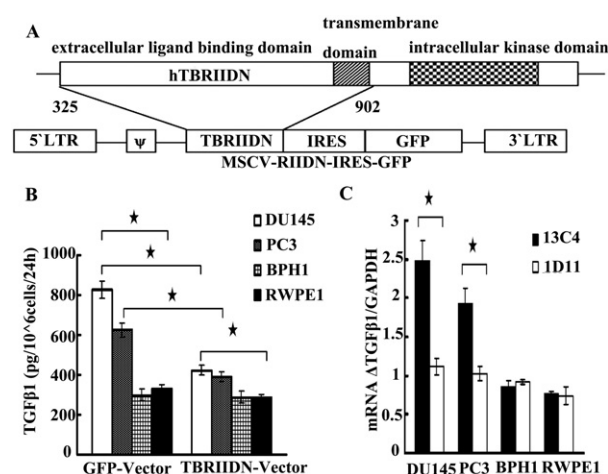 A
extracellular ligand binding domain
transmembrane
domain
intracellular kinase domain
hTBRIIDN
325
902
5`LTR
ψ
TBRIIDN
IRES
GFP
3`LTR
MSCV-RIIDN-IRES-GFP
B
DU145
PC3
BPH1
RWPE1
TGFβ1 (pg/10^6cells/24h)
1000
800
600
400
200
0
GFP-Vector
TBRIIDN-Vector
C
13C4
1D11
mRNA ΔTGFβ1/GAPDH
3
2.5
2
1.5
1
0.5
0
DU145 PC3 BPH1 RWPE1